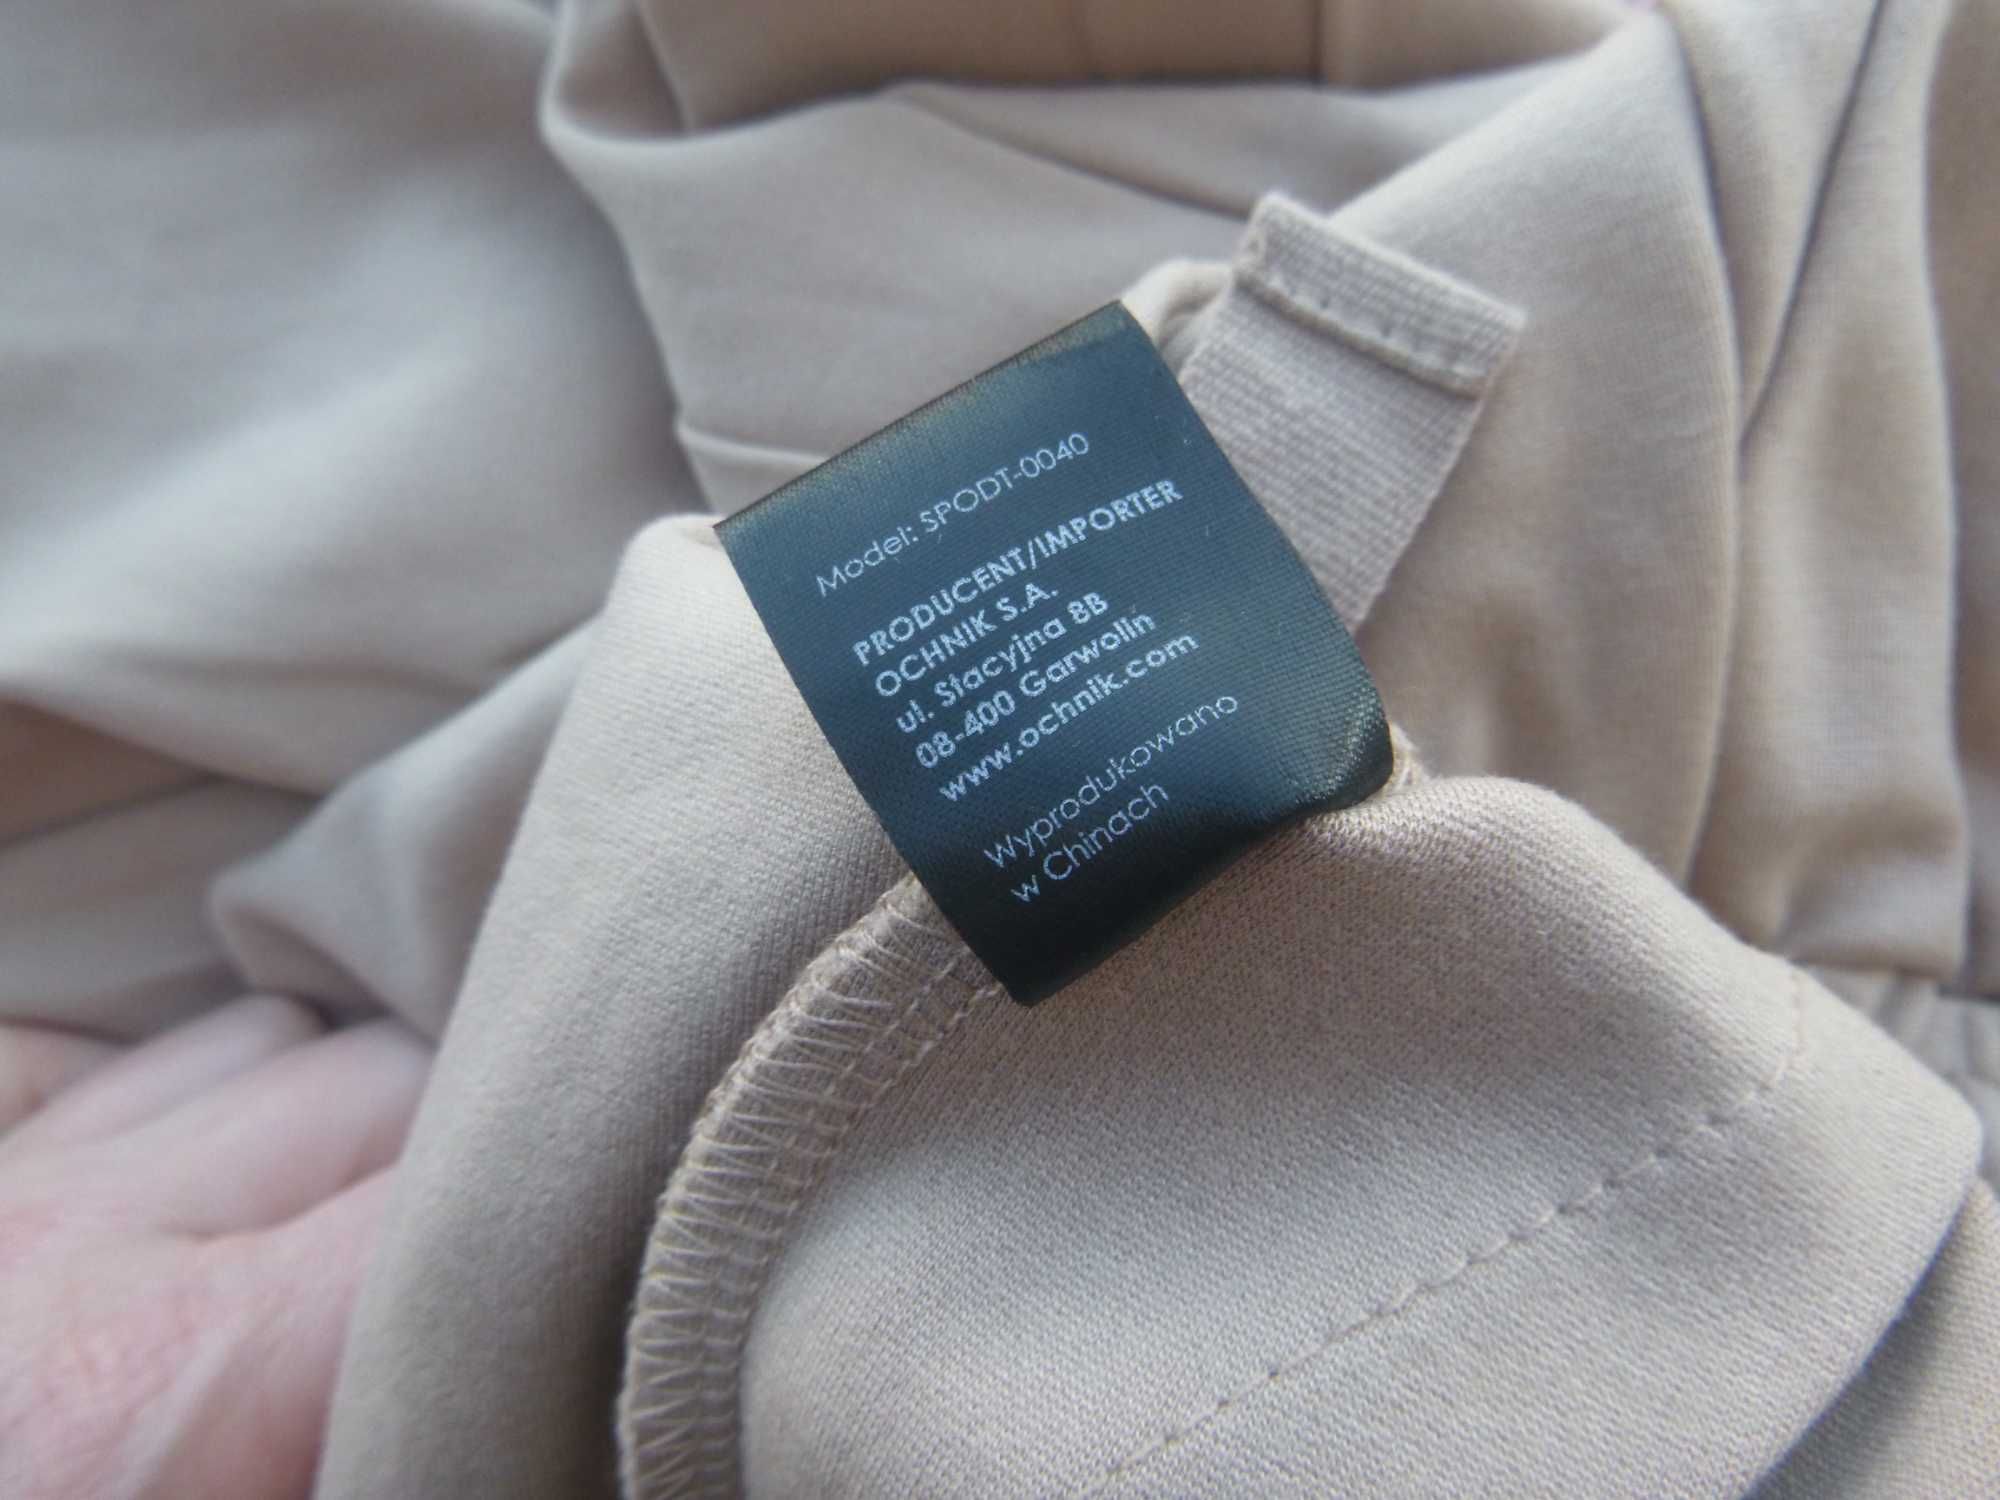 Model: SPODT-0040
PRODUCENT/IMPORTER
OCHNIK S.A.
ul. Stacyjna 8B
08-400 Garwolin
www.ochnik.com
Wyprodukowano
w Chinach